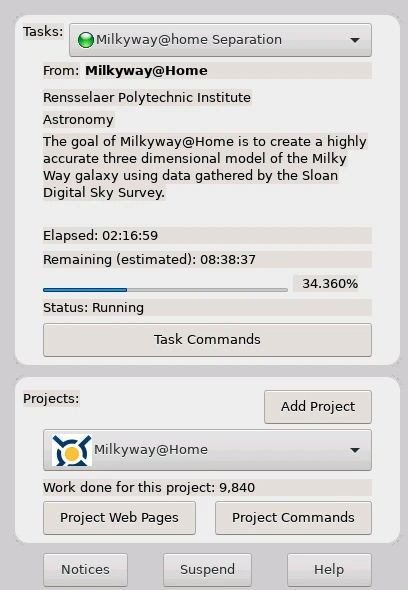 Tasks:
Milkyway@home Separation
From: Milkyway@Home
Rensselaer Polytechnic Institute
Astronomy
The goal of Milkyway@Home is to create a highly
accurate three dimensional model of the Milky
Way galaxy using data gathered by the Sloan
Digital Sky Survey.
Elapsed: 02:16:59
Remaining (estimated): 08:38:37
34.360%
Status: Running
Task Commands
Projects:
Add Project
Milkyway@Home
Work done for this project: 9,840
Project Web Pages
Project Commands
Notices
Suspend
Help